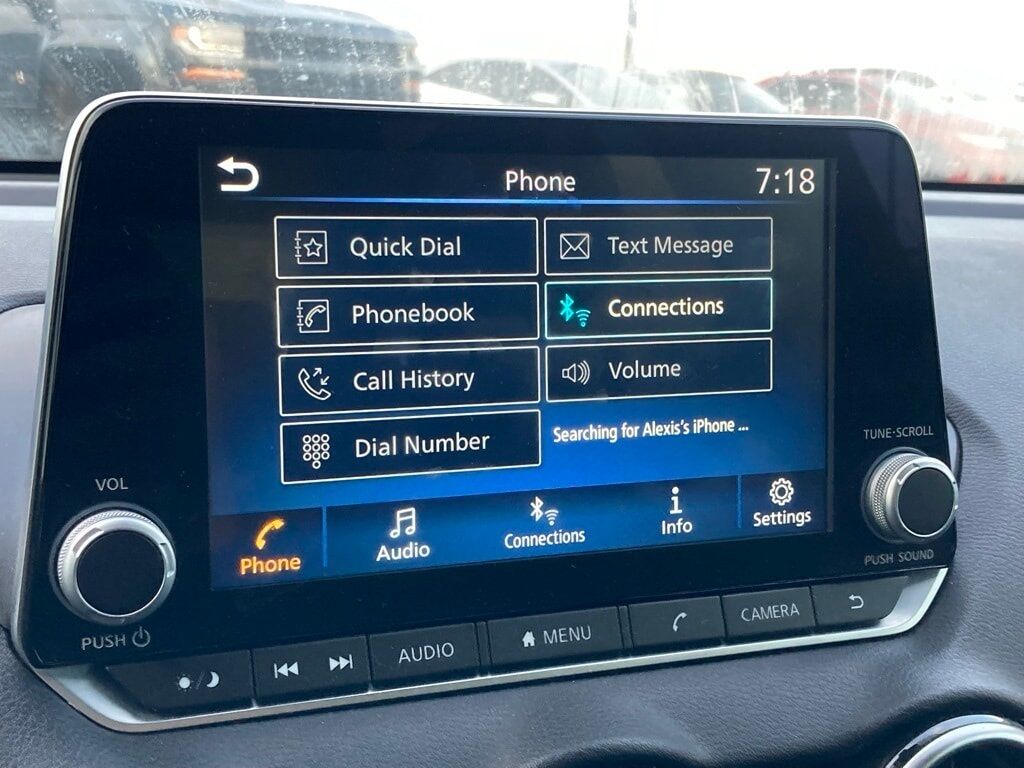 Phone
7:18
Quick Dial
Text Message
Phonebook
Connections
Call History
Volume
Dial Number
Searching for Alexis's iPhone ...
TUNE·SCROLL
VOL
Phone
Audio
Connections
Info
Settings
PUSH SOUND
PUSH
AUDIO
MENU
CAMERA